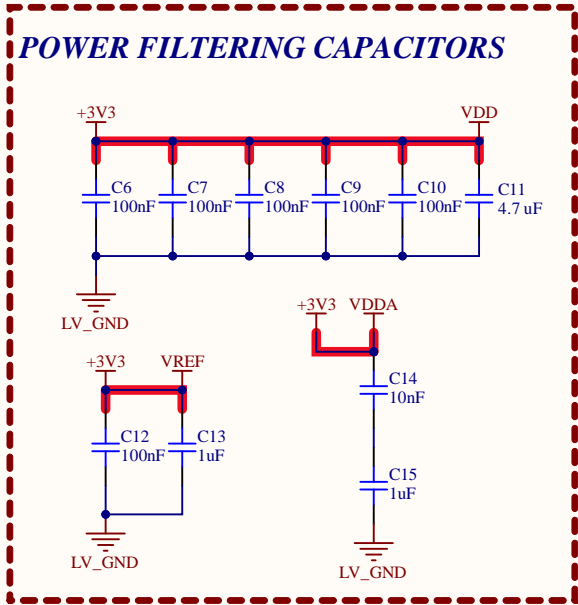 POWER FILTERING CAPACITORS
+3V3 VDD
C6 C7 C8 C9 C10 C11
100nF 100nF 100nF 100nF 100nF 4.7 uF
LV_GND
+3V3 VDDA
C14
10nF
C15
1uF
LV_GND
+3V3 VREF
C12 C13
100nF 1uF
LV_GND